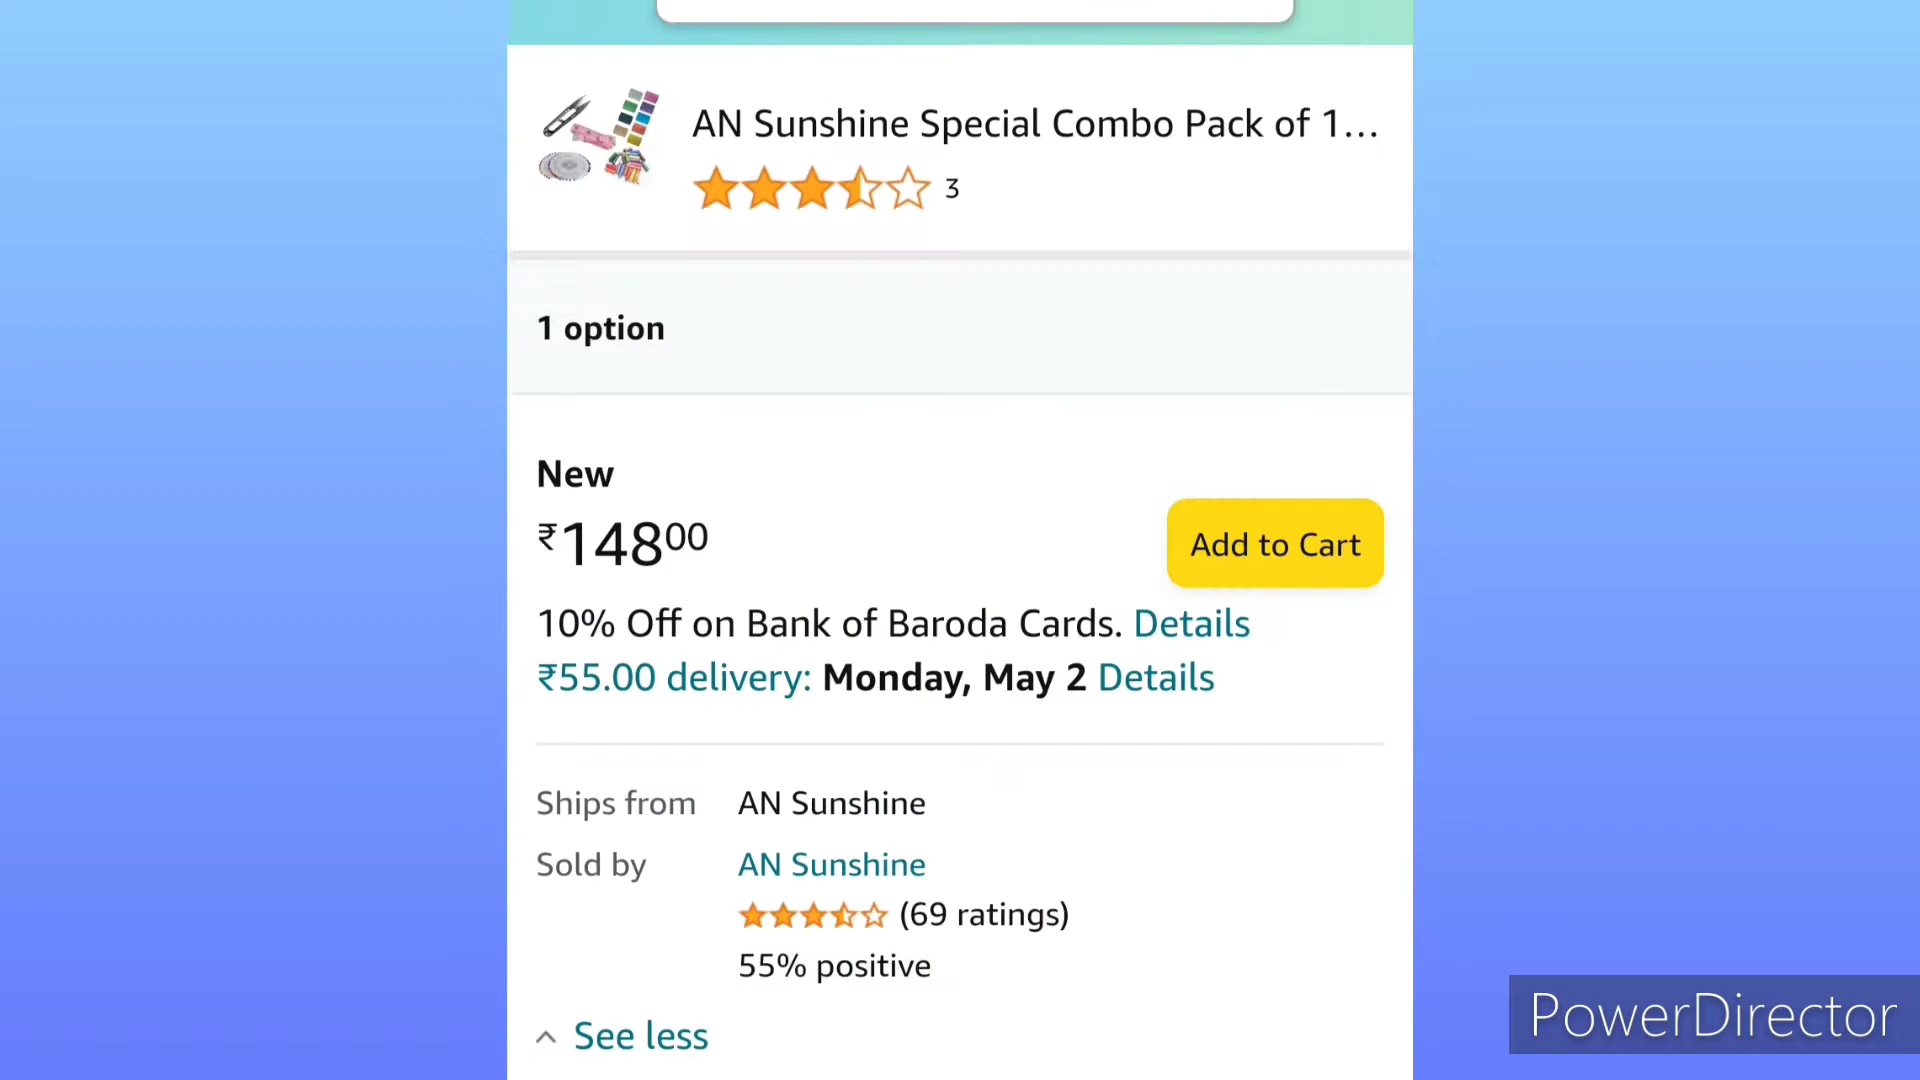 AN Sunshine Special Combo Pack of 1...
3
1 option
New
₹14800
Add to Cart
10% Off on Bank of Baroda Cards. Details
₹55.00 delivery: Monday, May 2 Details
Ships from AN Sunshine
Sold by AN Sunshine
(69 ratings)
55% positive
See less
PowerDirector